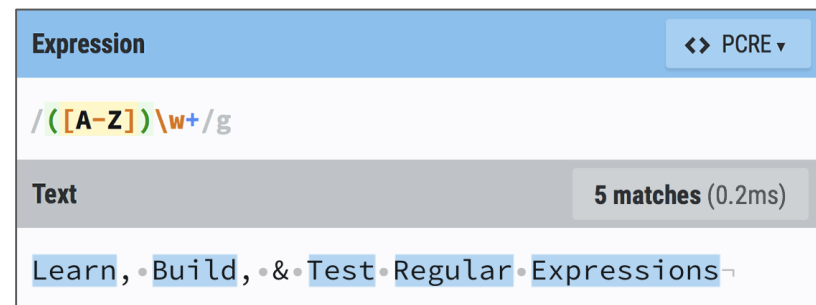 Expression
<> PCRE ▾
/([A-Z])\w+/g
Text
5 matches (0.2ms)
Learn, Build, & Test Regular Expressions